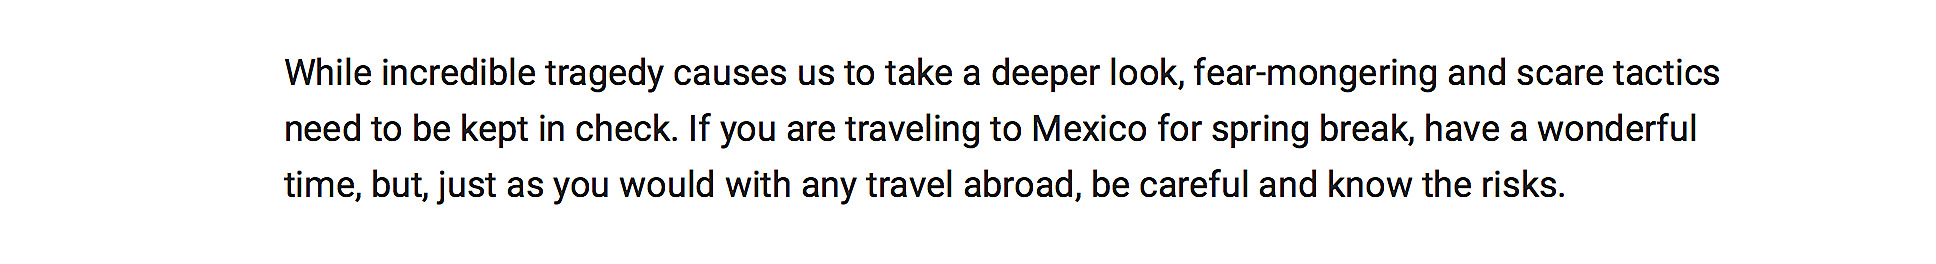 While incredible tragedy causes us to take a deeper look, fear-mongering and scare tactics
need to be kept in check. If you are traveling to Mexico for spring break, have a wonderful
time, but, just as you would with any travel abroad, be careful and know the risks.